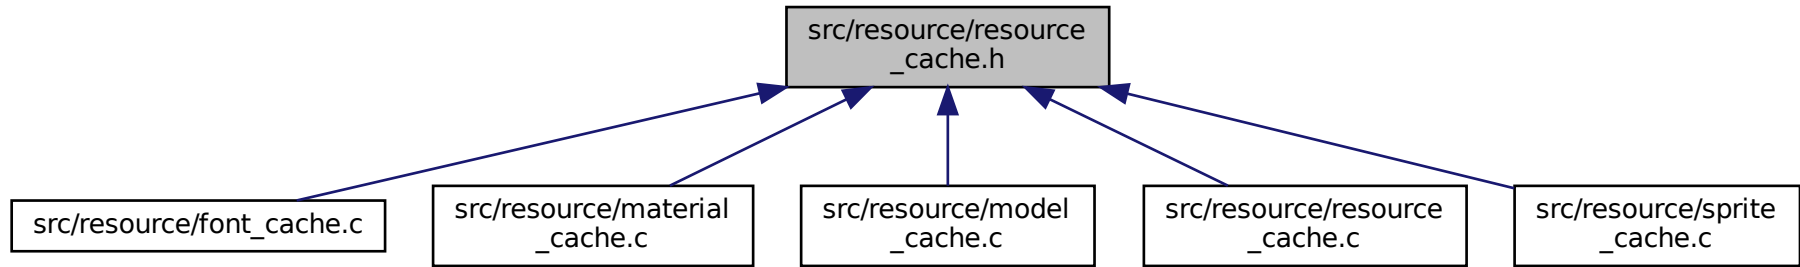 src/resource/resource
_cache.h
src/resource/font_cache.c
src/resource/material
_cache.c
src/resource/model
_cache.c
src/resource/resource
_cache.c
src/resource/sprite
_cache.c